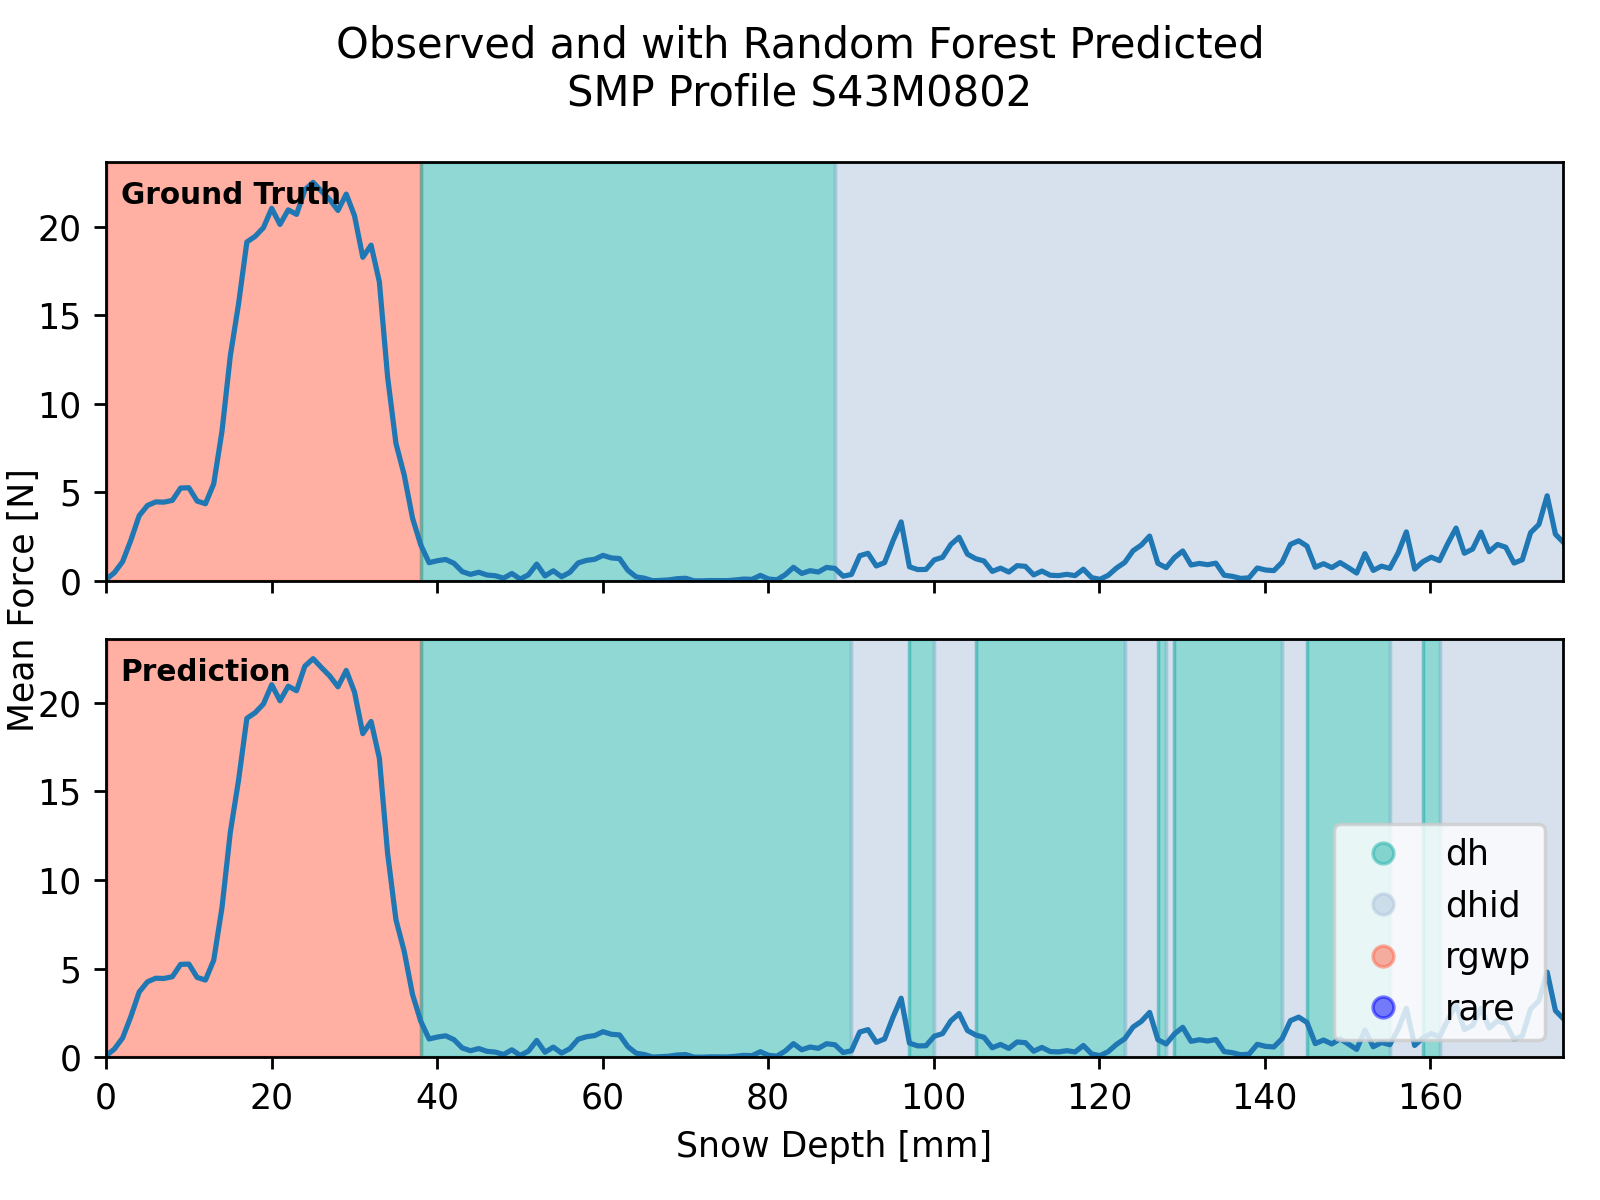 Observed and with Random Forest Predicted
SMP Profile S43M0802
Ground Truth
20
15
10
5
0
Mean Force [N]
Prediction
20
15
10
5
0
dh
dhid
rgwp
rare
0 20 40 60 80 100 120 140 160
Snow Depth [mm]